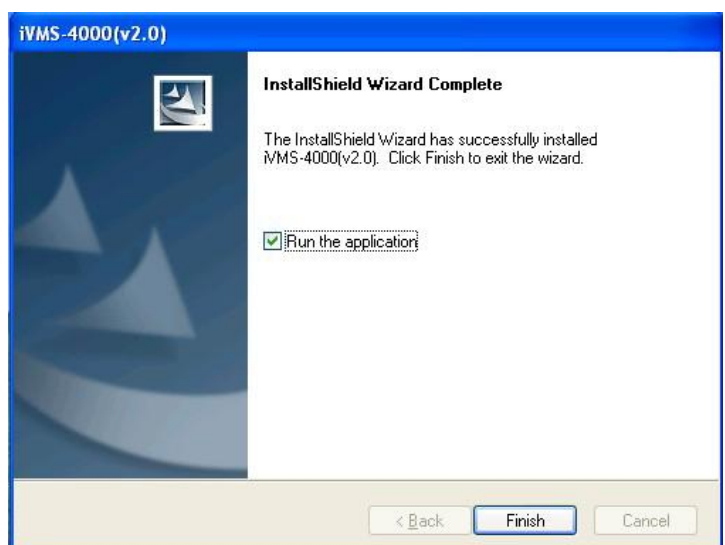 iVMS-4000(v2.0)
InstallShield Wizard Complete
The InstallShield Wizard has successfully installed
iVMS-4000(v2.0). Click Finish to exit the wizard.
Run the application
< Back
Finish
Cancel